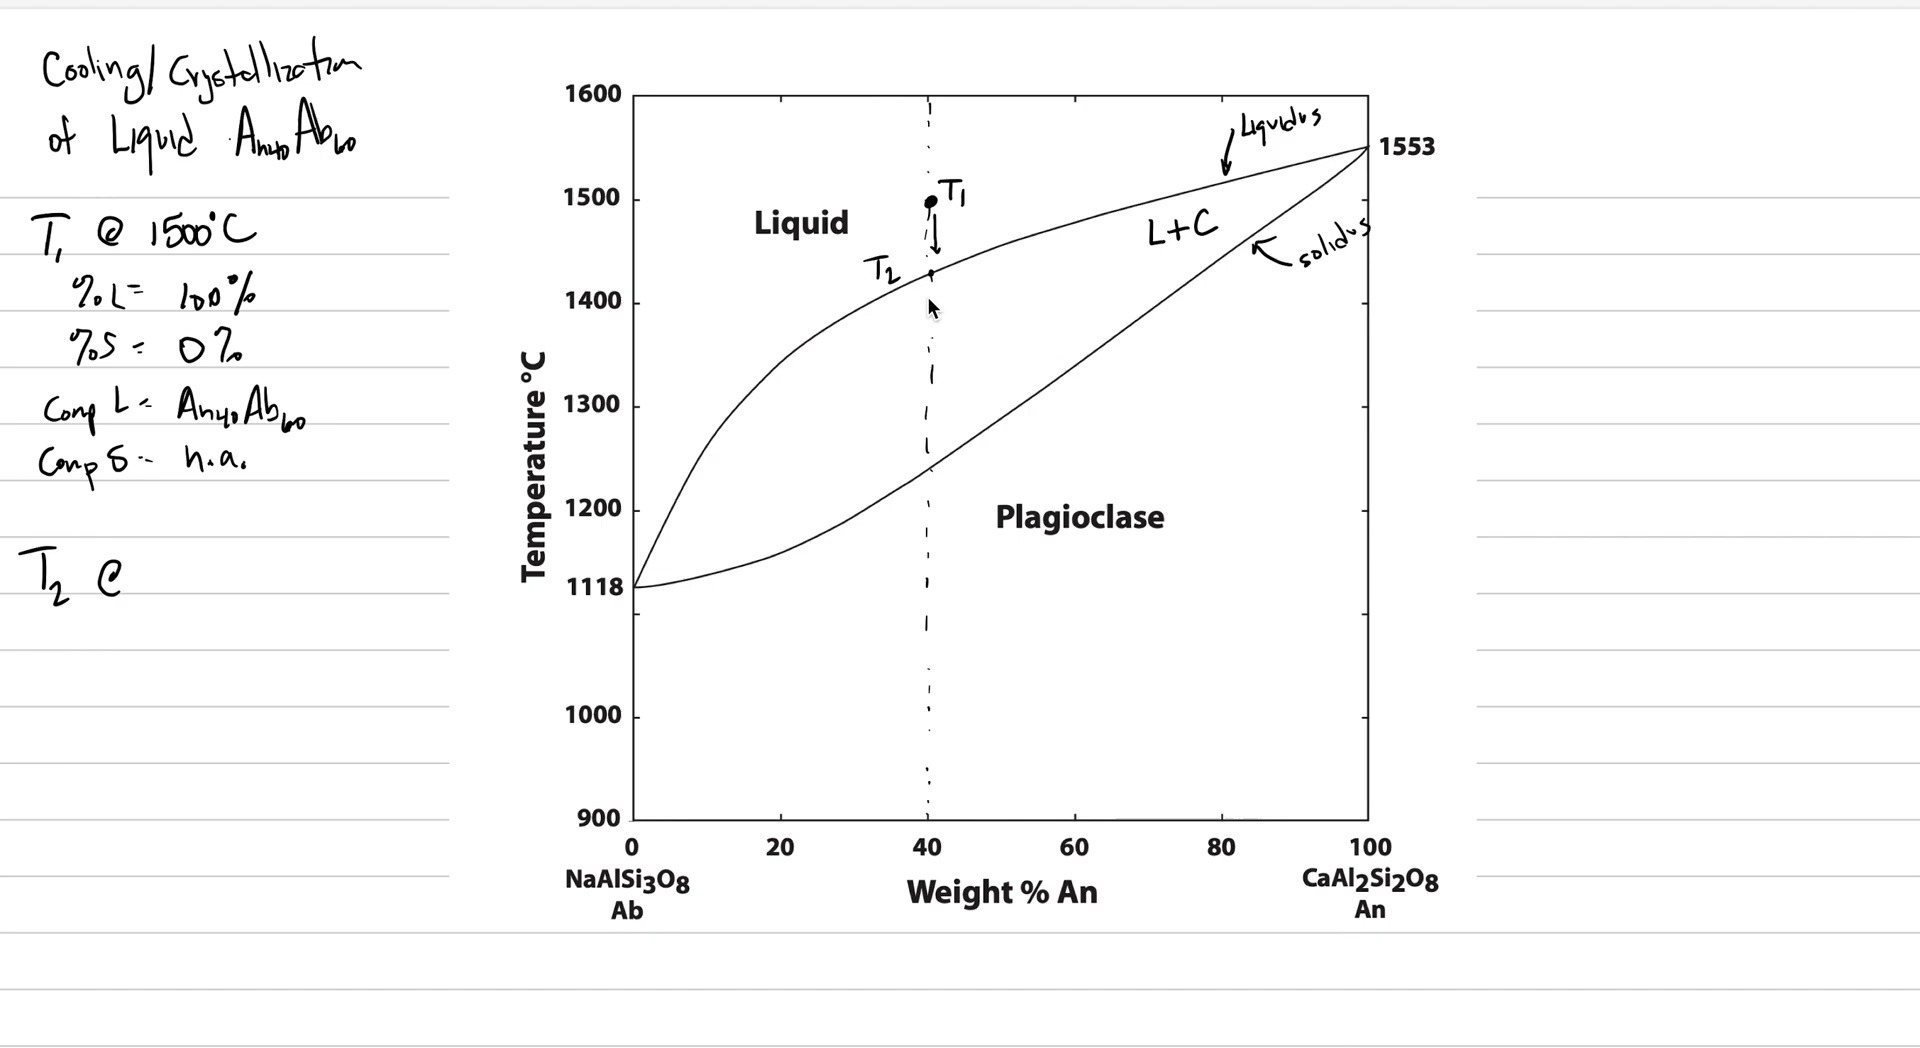 Cooling/Crystallization
of Liquid An₄₀Ab₆₀
T₁ @ 1500°C
%L= 100%
%S= 0%
Comp L= An₄₀Ab₆₀
Comp S= n.a.
T₂ @
1600
1500
1400
1300
1200
1118
1000
900
Temperature °C
Liquidus
1553
T₁
Liquid
L+C
solidus
T₂
Plagioclase
0 20 40 60 80 100
NaAlSi3O8 Weight % An CaAl2Si2O8
Ab An